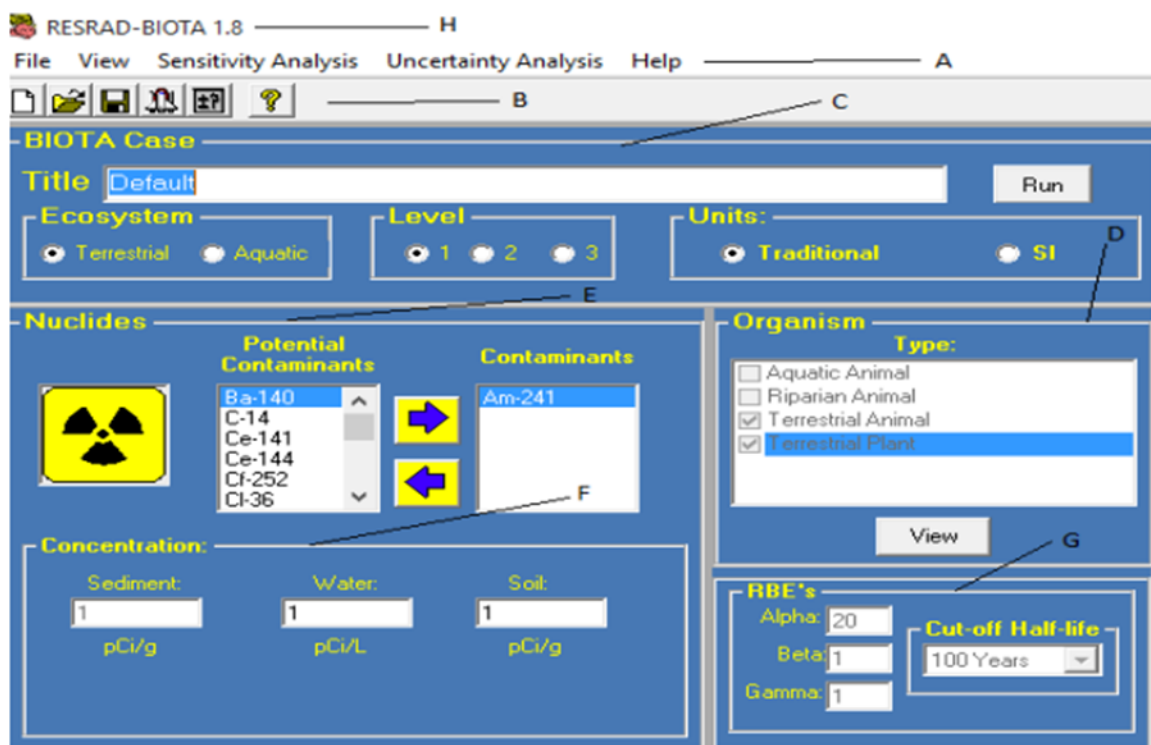 RESRAD-BIOTA 1.8 H
File View Sensitivity Analysis Uncertainty Analysis Help A
±? ? B C
BIOTA Case
Title Default Run
Ecosystem Level Units:
Terrestrial Aquatic 1 2 3 Traditional SI D
E
Nuclides Organism
Potential Contaminants Contaminants Type:
Ba-140 Am-241 Aquatic Animal
C-14 Riparian Animal
Ce-141 Terrestrial Animal
Ce-144 Terrestrial Plant
Cf-252
Cl-36 F
View
Concentration: G
Sediment: Water: Soil: RBE's
1 1 1 Alpha: 20 Cut-off Half-life
pCi/g pCi/L pCi/g Beta: 1 100 Years
Gamma: 1